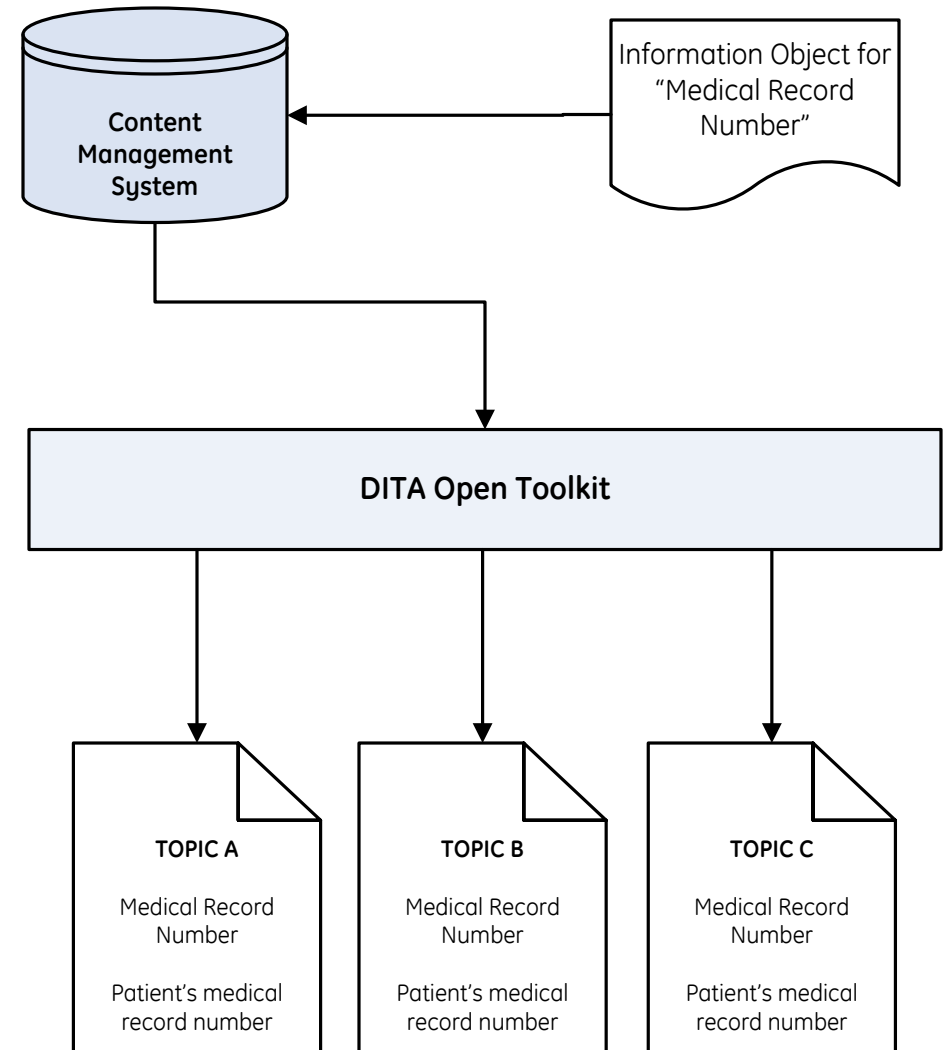 Content
Management
System
Information Object for
“Medical Record
Number”
DITA Open Toolkit
TOPIC A
Medical Record
Number
Patient’s medical
record number
TOPIC B
Medical Record
Number
Patient’s medical
record number
TOPIC C
Medical Record
Number
Patient’s medical
record number